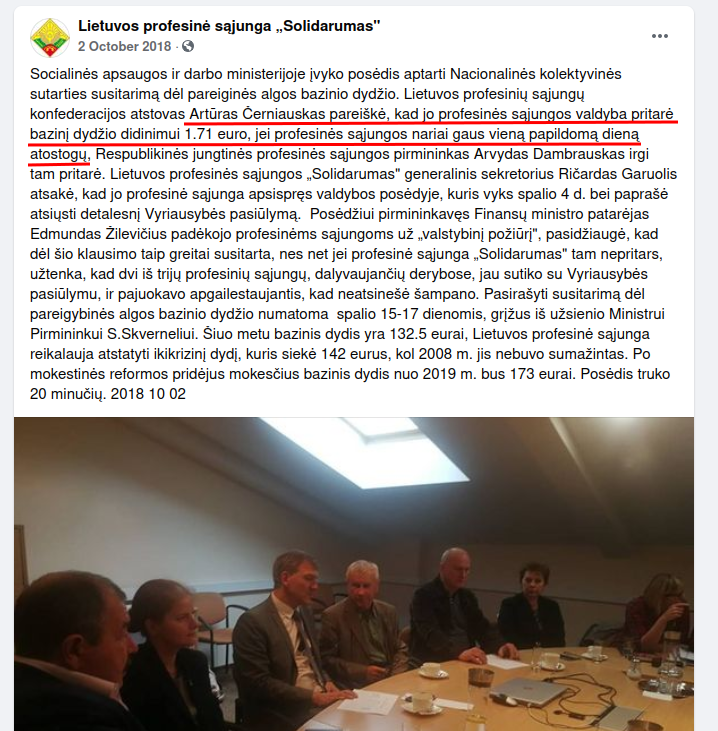 Lietuvos profesinė sąjunga „Solidarumas"
2 October 2018 ·
Socialinės apsaugos ir darbo ministerijoje įvyko posėdis aptarti Nacionalinės kolektyvinės
sutarties susitarimą dėl pareiginės algos bazinio dydžio. Lietuvos profesinių sąjungų
konfederacijos atstovas Artūras Černiauskas pareiškė, kad jo profesinės sąjungos valdyba pritarė
bazinį dydžio didinimui 1.71 euro, jei profesinės sąjungos nariai gaus vieną papildomą dieną
atostogų, Respublikinės jungtinės profesinės sąjungos pirmininkas Arvydas Dambrauskas irgi
tam pritarė. Lietuvos profesinės sąjungos „Solidarumas" generalinis sekretorius Ričardas Garuolis
atsakė, kad jo profesinė sąjunga apsispręs valdybos posėdyje, kuris vyks spalio 4 d. bei paprašė
atsiųsti detalesnį Vyriausybės pasiūlymą. Posėdžiui pirmininkavęs Finansų ministro patarėjas
Edmundas Žilevičius padėkojo profesinėms sąjungoms už „valstybinį požiūrį", pasidžiaugė, kad
dėl šio klausimo taip greitai susitarta, nes net jei profesinė sąjunga „Solidarumas" tam nepritars,
užtenka, kad dvi iš trijų profesinių sąjungų, dalyvaujančių derybose, jau sutiko su Vyriausybės
pasiūlymu, ir pajuokavo apgailestaujantis, kad neatsinešė šampano. Pasirašyti susitarimą dėl
pareigybinės algos bazinio dydžio numatoma spalio 15-17 dienomis, grįžus iš užsienio Ministrui
Pirmininkui S.Skverneliui. Šiuo metu bazinis dydis yra 132.5 eurai, Lietuvos profesinė sąjunga
reikalauja atstatyti ikikrizinį dydį, kuris siekė 142 eurus, kol 2008 m. jis nebuvo sumažintas. Po
mokestinės reformos pridėjus mokesčius bazinis dydis nuo 2019 m. bus 173 eurai. Posėdis truko
20 minučių. 2018 10 02